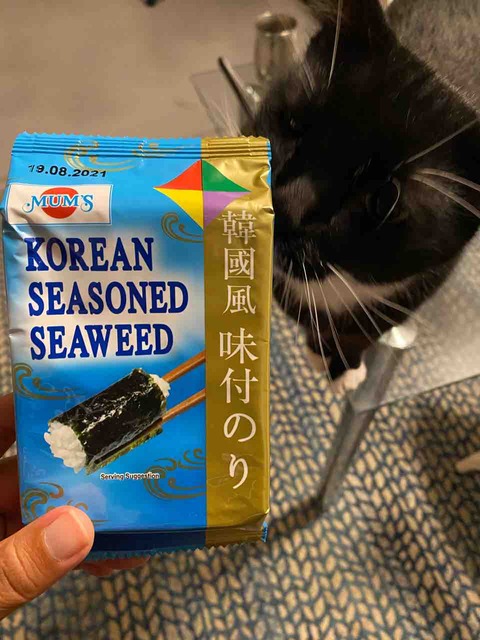 19.08.2021
MUM'S
KOREAN
SEASONED
SEAWEED
韓國風 味付のり
Serving Suggestion